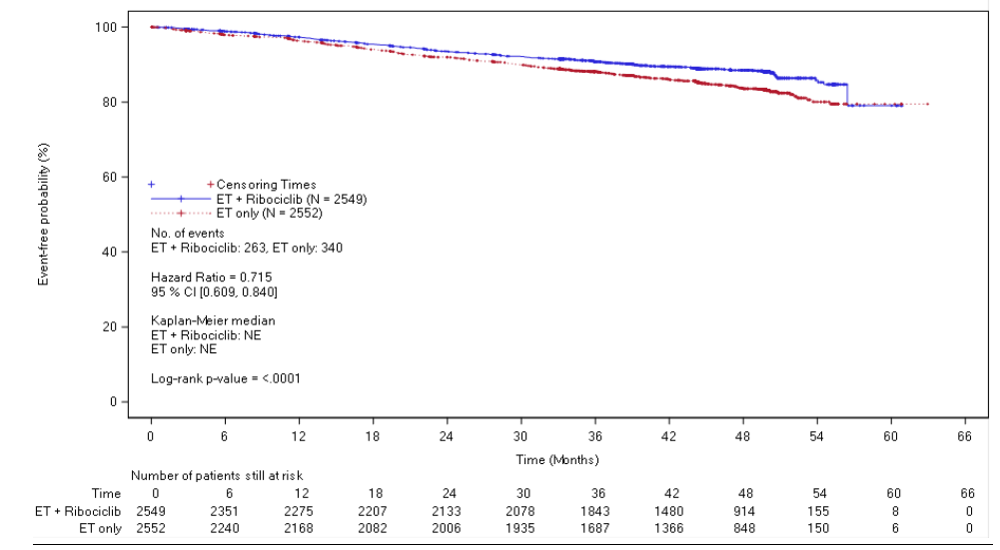 100
80
60
40
20
0
Event-free probability (%)
Censoring Times
ET + Ribociclib (N = 2549)
ET only (N = 2552)
No. of events
ET + Ribociclib: 263, ET only: 340
Hazard Ratio = 0.715
95 % CI [0.609, 0.840]
Kaplan-Meier median
ET + Ribociclib: NE
ET only: NE
Log-rank p-value = <.0001
0 6 12 18 24 30 36 42 48 54 60 66
Time (Months)
Number of patients still at risk
Time 0 6 12 18 24 30 36 42 48 54 60 66
ET + Ribociclib 2549 2351 2275 2207 2133 2078 1843 1480 914 155 8 0
ET only 2552 2240 2168 2082 2006 1935 1687 1366 848 150 6 0